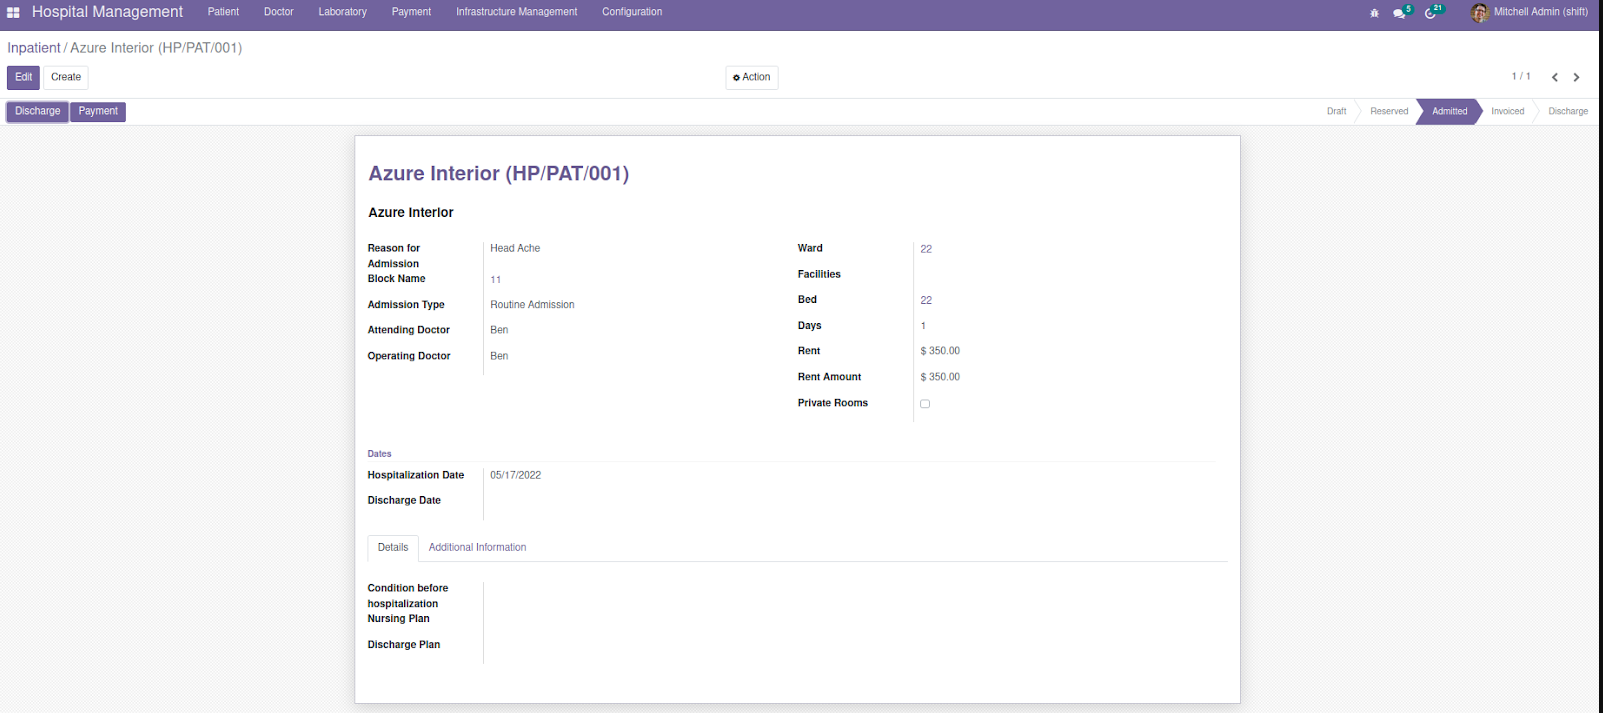 Hospital Management Patient Doctor Laboratory Payment Infrastructure Management Configuration 5 21 Mitchell Admin (shift)
Inpatient / Azure Interior (HP/PAT/001)
Edit Create Action 1 / 1
Discharge Payment Draft Reserved Admitted Invoiced Discharge
Azure Interior (HP/PAT/001)
Azure Interior
Reason for Admission Head Ache
Block Name 11
Admission Type Routine Admission
Attending Doctor Ben
Operating Doctor Ben
Ward 22
Facilities
Bed 22
Days 1
Rent $ 350.00
Rent Amount $ 350.00
Private Rooms
Dates
Hospitalization Date 05/17/2022
Discharge Date
Details Additional Information
Condition before
hospitalization
Nursing Plan
Discharge Plan